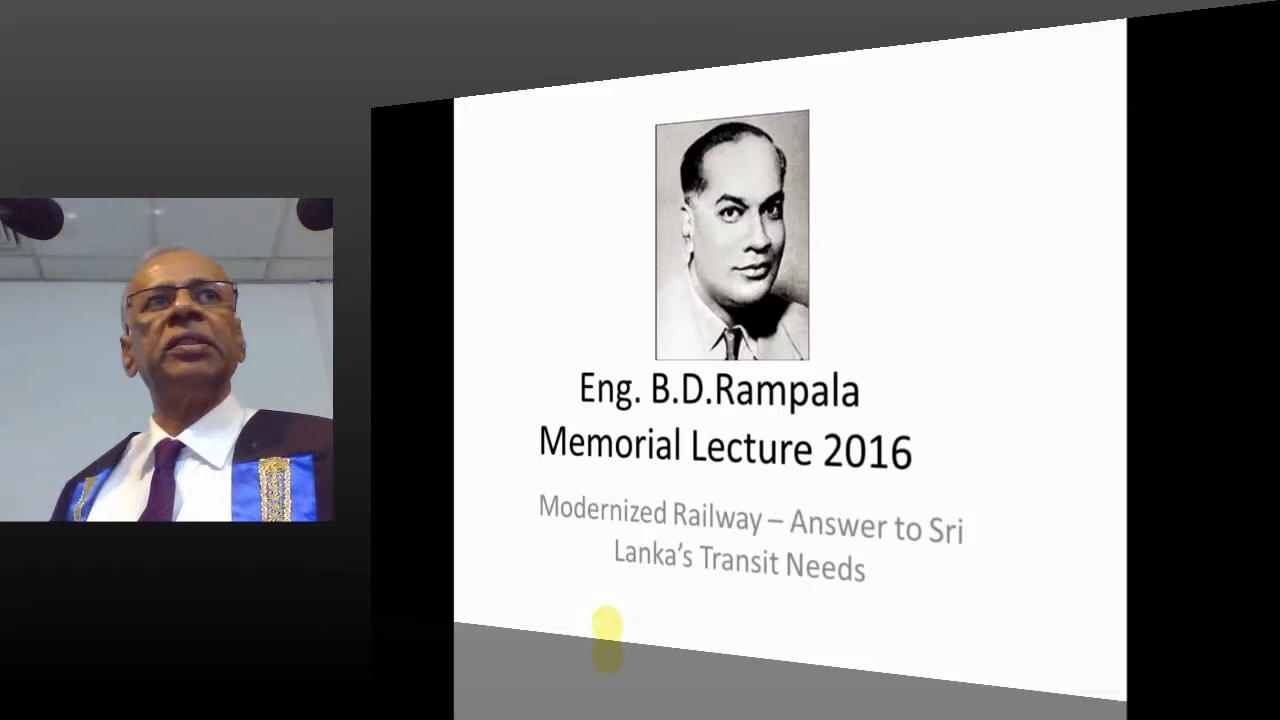 Eng. B.D.Rampala
Memorial Lecture 2016
Modernized Railway – Answer to Sri
Lanka’s Transit Needs